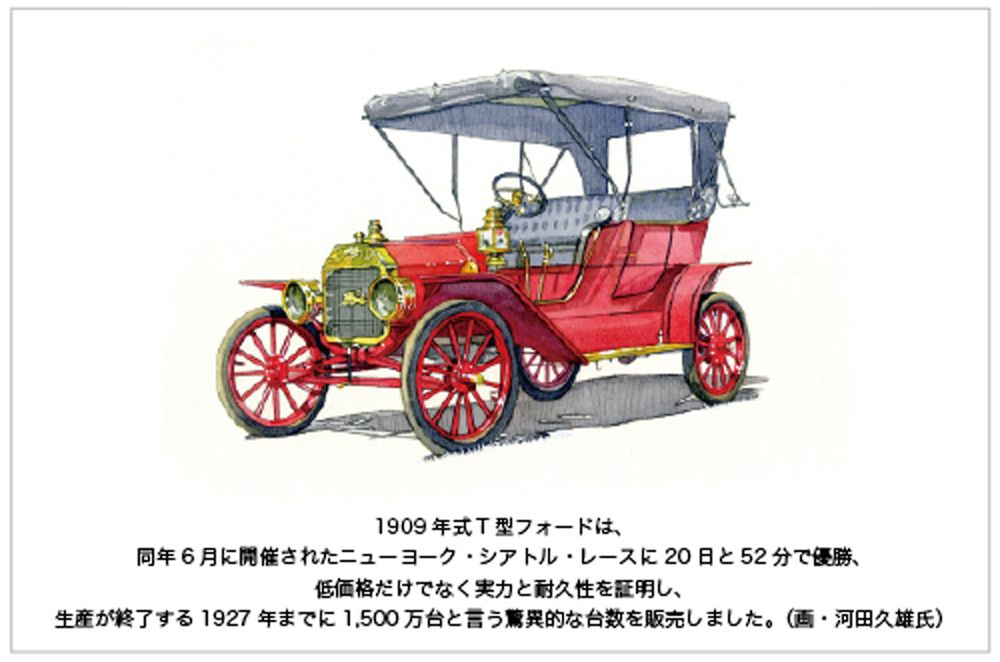 1909年式T型フォードは、
同年6月に開催されたニューヨーク・シアトル・レースに20日と52分で優勝、
低価格だけでなく実力と耐久性を証明し、
生産が終了する1927年までに1,500万台と言う驚異的な台数を販売しました。(画・河田久雄氏)